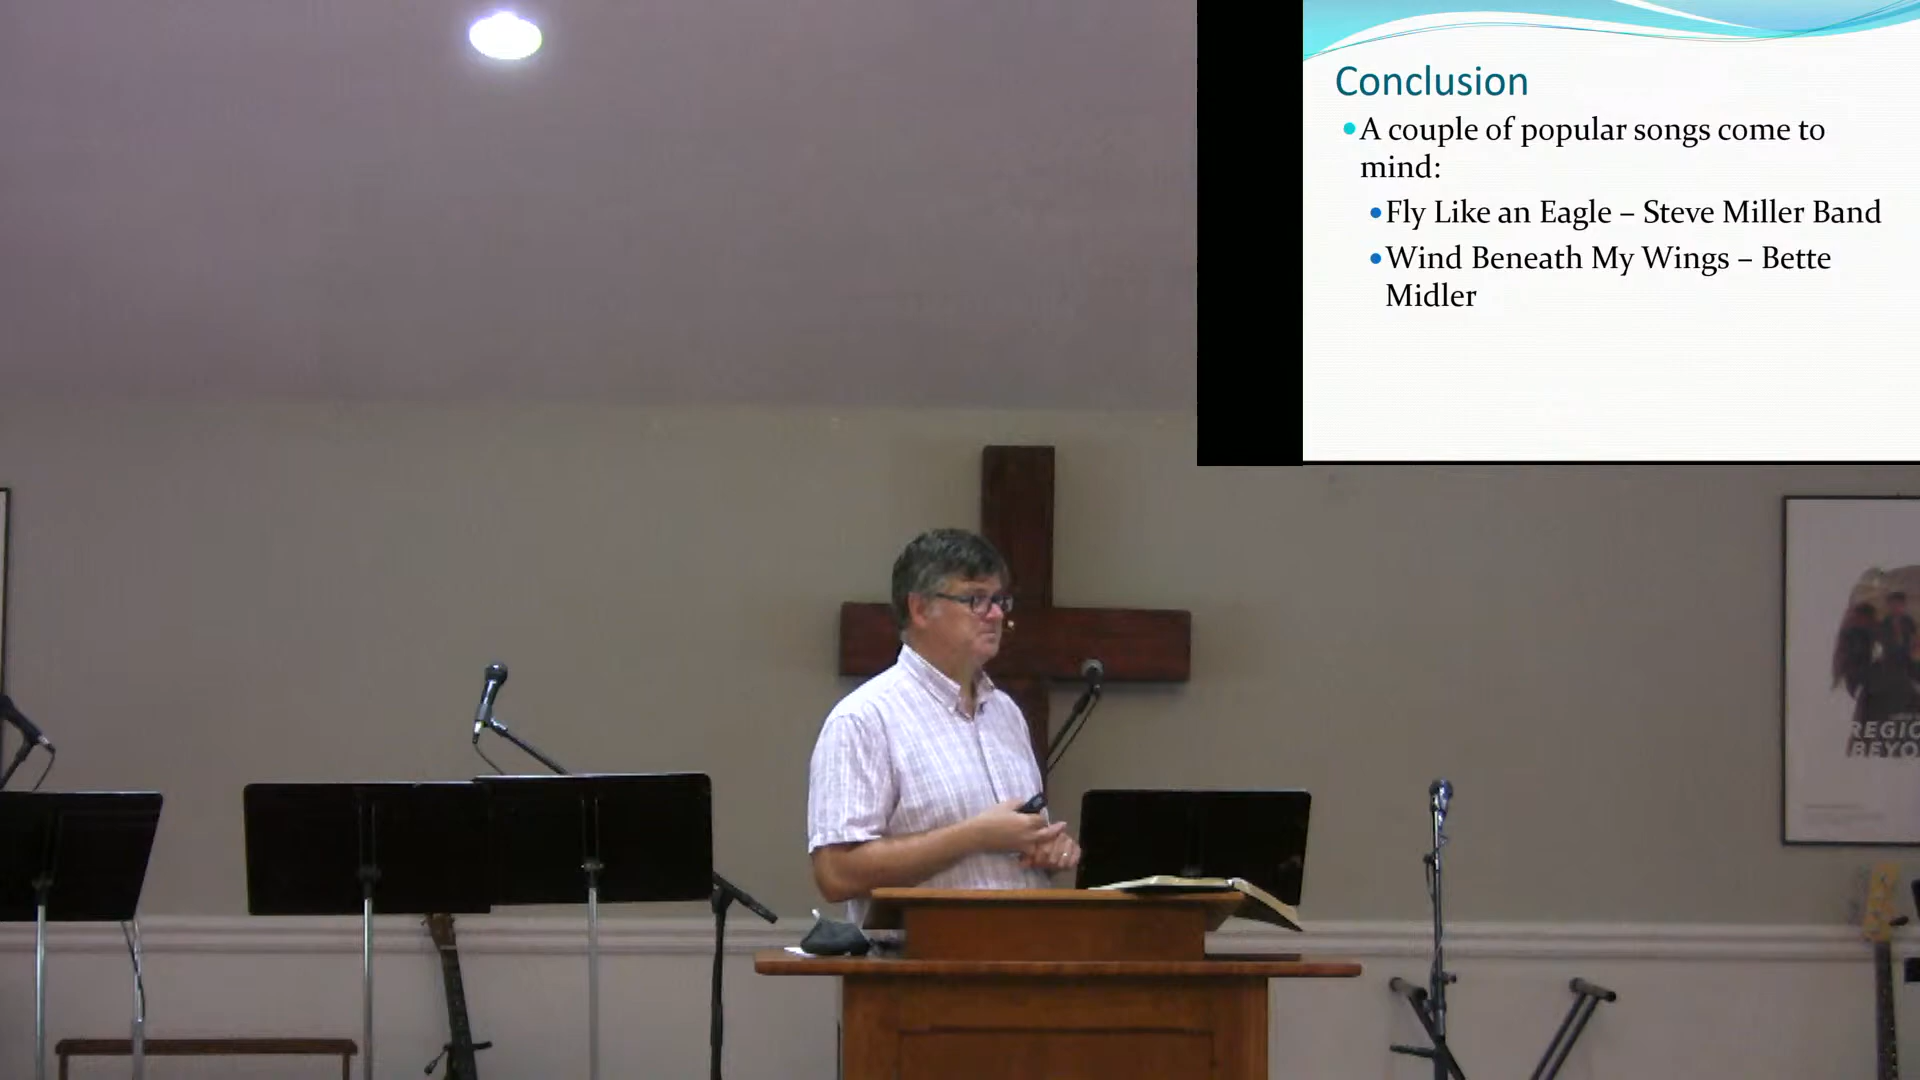 Conclusion
A couple of popular songs come to
mind:
Fly Like an Eagle – Steve Miller Band
Wind Beneath My Wings – Bette
Midler